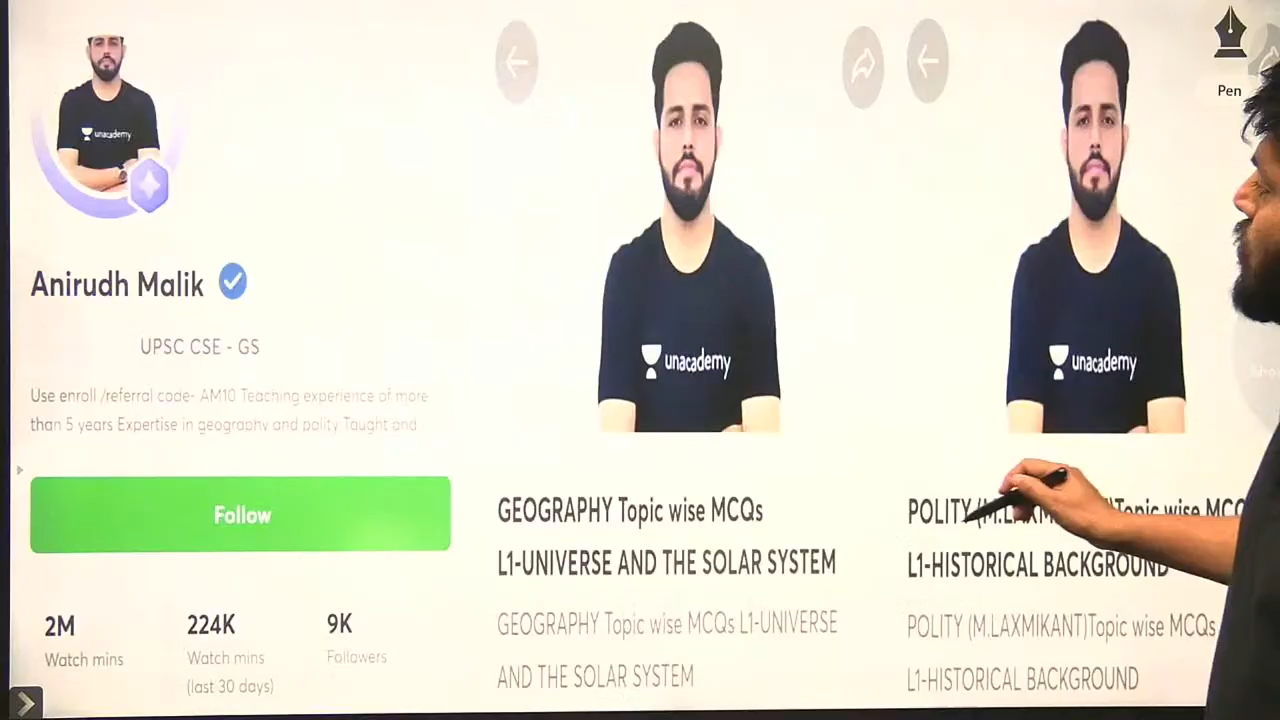 unacademy
Anirudh Malik
UPSC CSE - GS
Use enroll /referral code- AM10 Teaching experience of more
than 5 years Expertise in geography and polity Taught and
Follow
2M
Watch mins
224K
Watch mins
(last 30 days)
9K
Followers
unacademy
GEOGRAPHY Topic wise MCQs
L1-UNIVERSE AND THE SOLAR SYSTEM
GEOGRAPHY Topic wise MCQs L1-UNIVERSE
AND THE SOLAR SYSTEM
Pen
unacademy
POLITY Topic wise
L1-HISTORICAL BACKGROUND
POLITY (M.LAXMIKANT)Topic wise MCQs
L1-HISTORICAL BACKGROUND